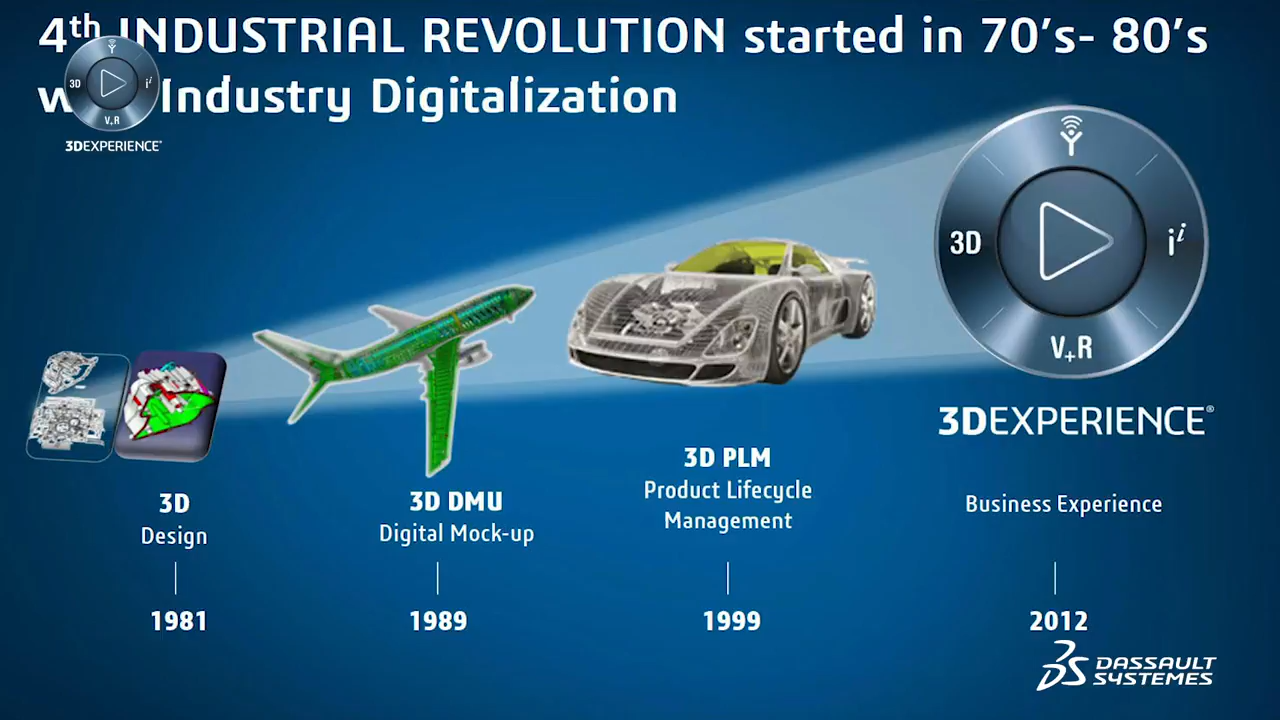 4th INDUSTRIAL REVOLUTION started in 70's- 80's
Industry Digitalization
3D
i i
V+R
3DEXPERIENCE®
3D
i i
V+R
3DEXPERIENCE®
3D
Design
1981
3D DMU
Digital Mock-up
1989
3D PLM
Product Lifecycle
Management
1999
Business Experience
2012
DASSAULT
SYSTEMES